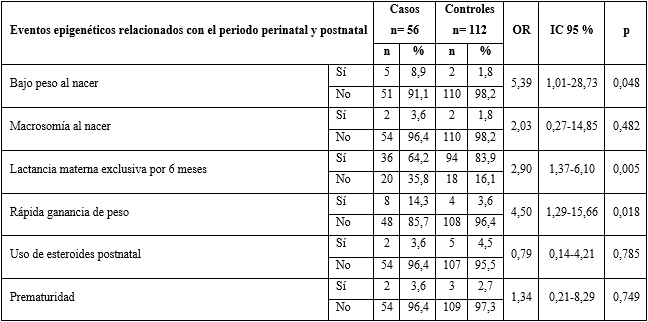 Eventos epigenéticos relacionados con el periodo perinatal y postnatal Casos n= 56 Controles n= 112 OR IC 95 % p
n % n %
Bajo peso al nacer Sí 5 8,9 2 1,8 5,39 1,01-28,73 0,048
No 51 91,1 110 98,2
Macrosomía al nacer Sí 2 3,6 2 1,8 2,03 0,27-14,85 0,482
No 54 96,4 110 98,2
Lactancia materna exclusiva por 6 meses Sí 36 64,2 94 83,9 2,90 1,37-6,10 0,005
No 20 35,8 18 16,1
Rápida ganancia de peso Sí 8 14,3 4 3,6 4,50 1,29-15,66 0,018
No 48 85,7 108 96,4
Uso de esteroides postnatal Sí 2 3,6 5 4,5 0,79 0,14-4,21 0,785
No 54 96,4 107 95,5
Prematuridad Sí 2 3,6 3 2,7 1,34 0,21-8,29 0,749
No 54 96,4 109 97,3